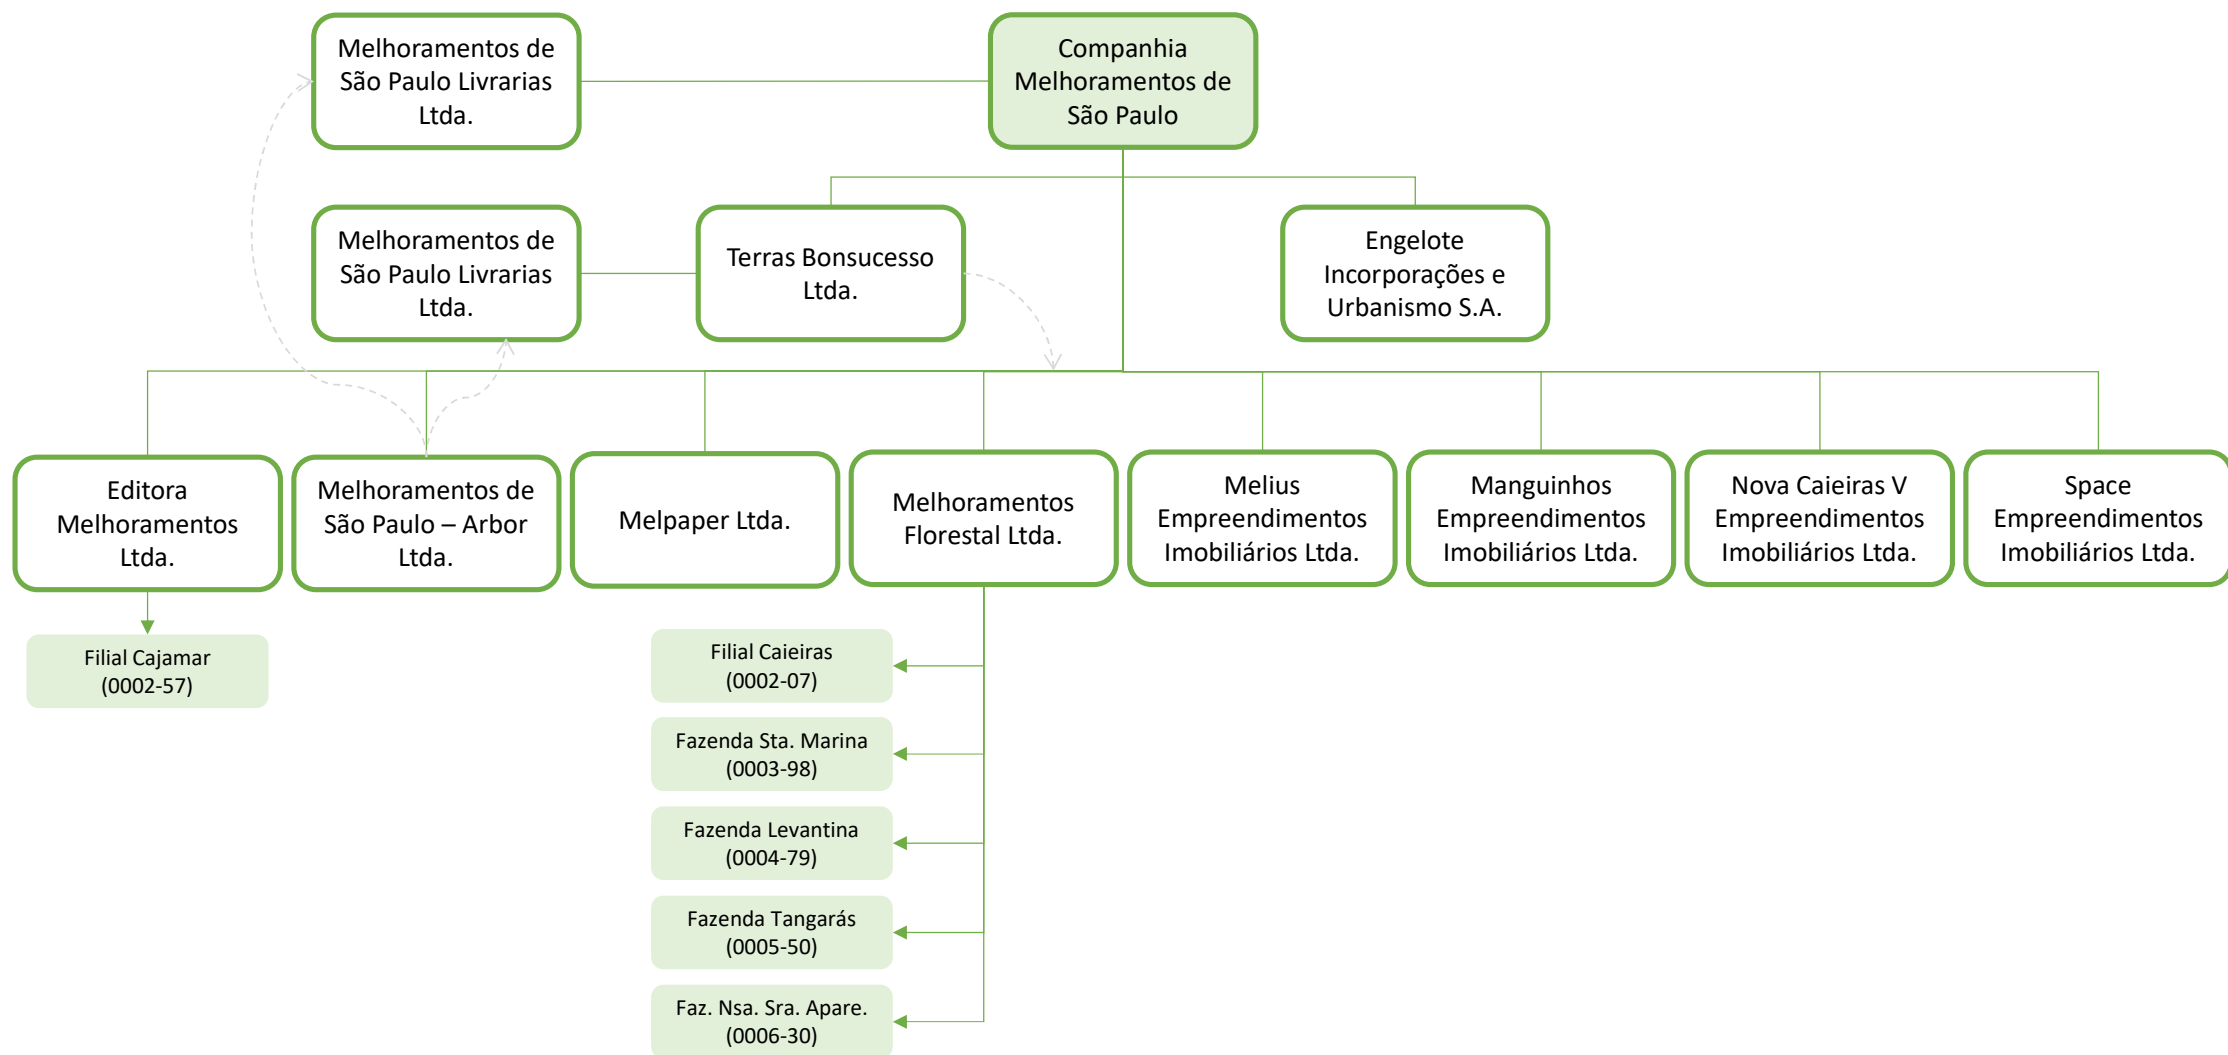 Melhoramentos de
São Paulo Livrarias
Ltda.
Companhia
Melhoramentos de
São Paulo
Melhoramentos de
São Paulo Livrarias
Ltda.
Terras Bonsucesso
Ltda.
Engelote
Incorporações e
Urbanismo S.A.
Editora
Melhoramentos
Ltda.
Melhoramentos de
São Paulo – Arbor
Ltda.
Melpaper Ltda.
Melhoramentos
Florestal Ltda.
Melius
Empreendimentos
Imobiliários Ltda.
Manguinhos
Empreendimentos
Imobiliários Ltda.
Nova Caieiras V
Empreendimentos
Imobiliários Ltda.
Space
Empreendimentos
Imobiliários Ltda.
Filial Cajamar
(0002-57)
Filial Caieiras
(0002-07)
Fazenda Sta. Marina
(0003-98)
Fazenda Levantina
(0004-79)
Fazenda Tangarás
(0005-50)
Faz. Nsa. Sra. Apare.
(0006-30)